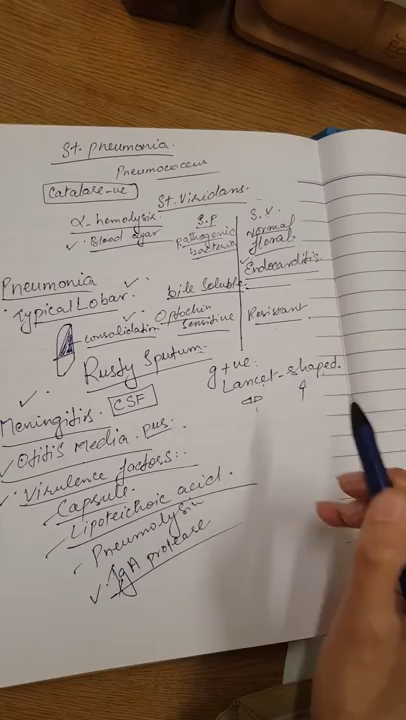 St. pneumonia.
Pneumococcus
Catalase -ve
St. Viridans.
α-hemolysis.
Blood agar
S.P
Pathogenic
bacteria
S.V.
normal
floral
Endocarditis
Pneumonia
Typical Lobar.
bile Soluble
Optochin
Sensitive
Resistant
Consolidation
Rusty Sputum.
g +ve.
Lancet-shaped.
Meningitis. CSF
Otitis Media. pus.
Virulence factors:.
Capsule.
Lipoteichoic acid.
Pneumolysin
IgA protease